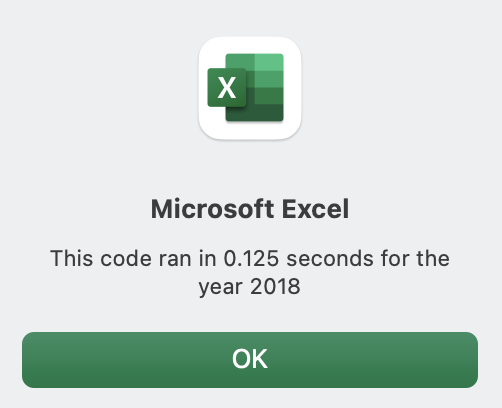 X
Microsoft Excel
This code ran in 0.125 seconds for the
year 2018
OK